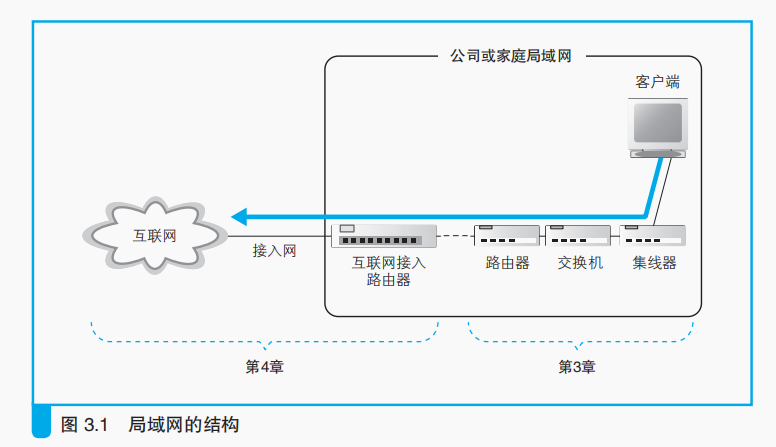 公司或家庭局域网
客户端
互联网
接入网
互联网接入
路由器
路由器
交换机
集线器
第4章
第3章
图 3.1 局域网的结构